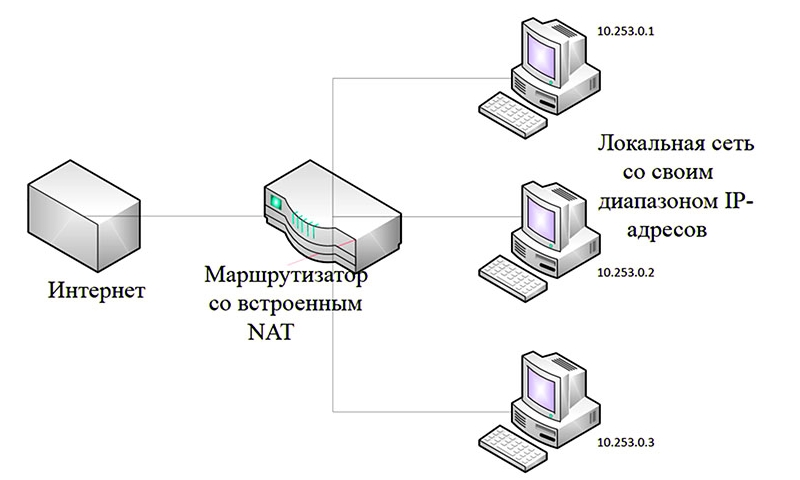 10.253.0.1
Локальная сеть
со своим
диапазоном IP-
адресов
10.253.0.2
Интернет
Маршрутизатор
со встроенным
NAT
10.253.0.3